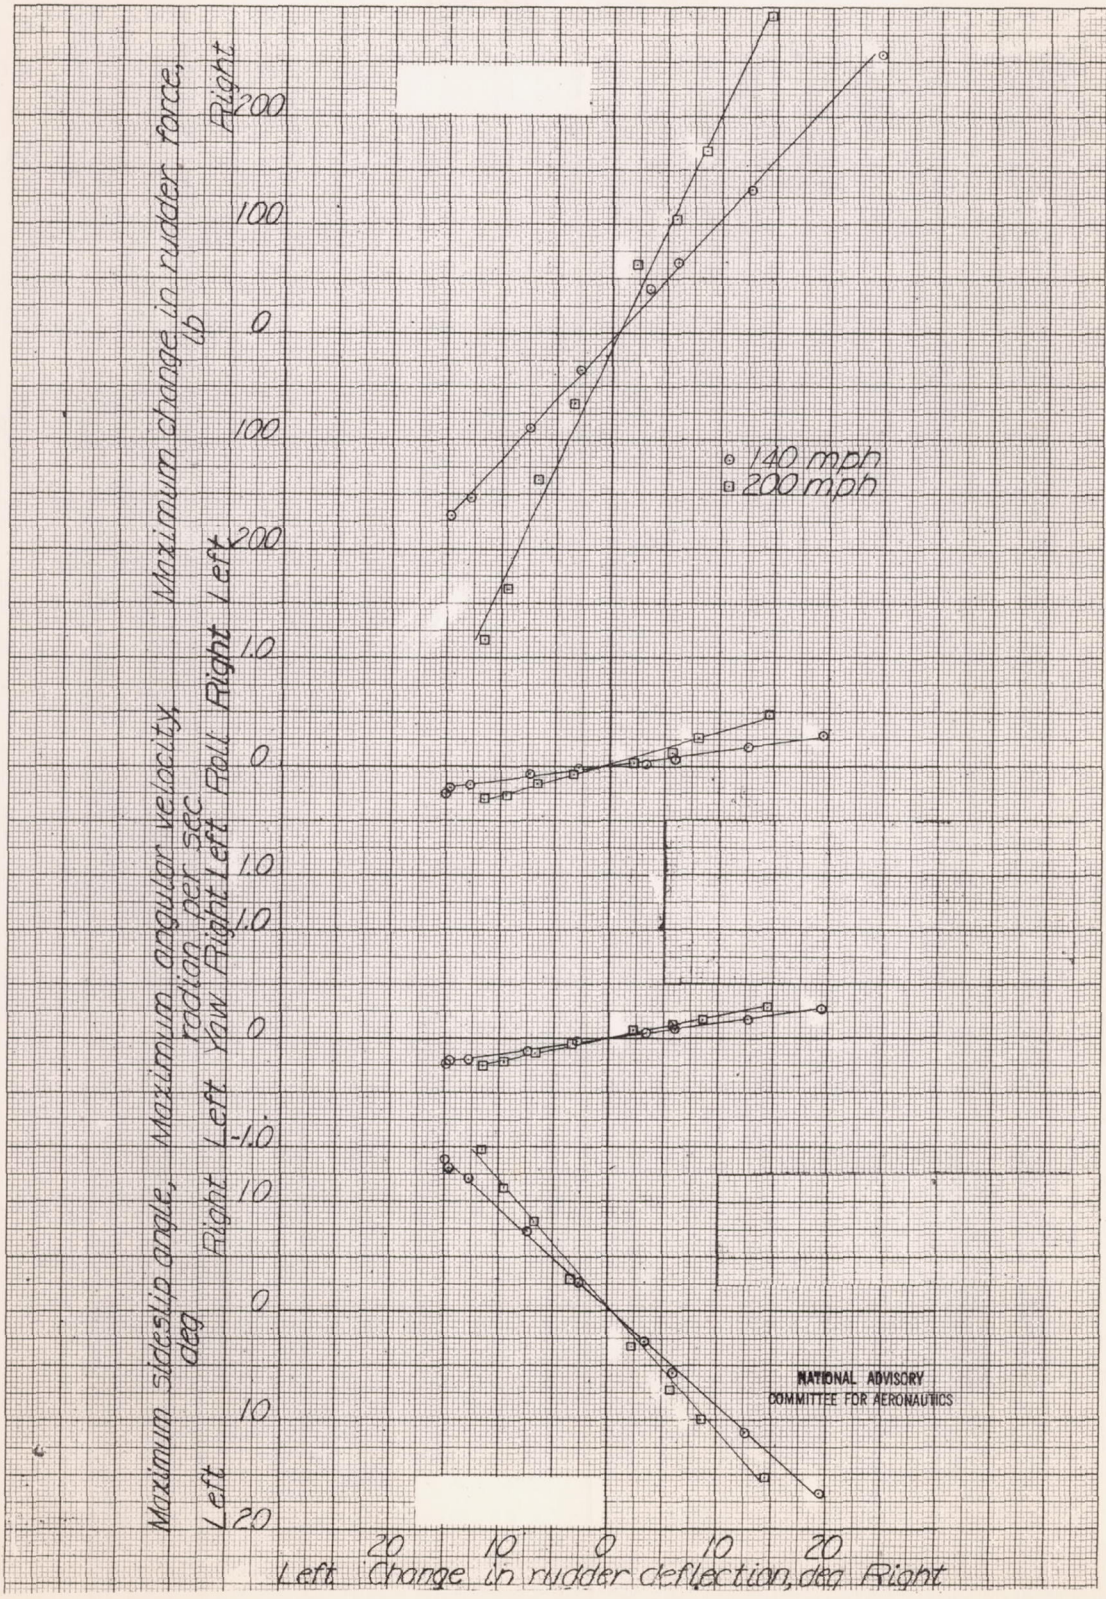 Maximum change in rudder force,
lb
Right
200
100
0
100
200
Left
○ 140 mph
□ 200 mph
Maximum angular velocity,
radian per sec
Roll Right Left
1.0
0
1.0
Yaw Right Left
1.0
0
-1.0
Maximum sideslip angle,
deg
Right
10
0
10
20
Left
NATIONAL ADVISORY
COMMITTEE FOR AERONAUTICS
20 10 0 10 20
Left Change in rudder deflection, deg Right